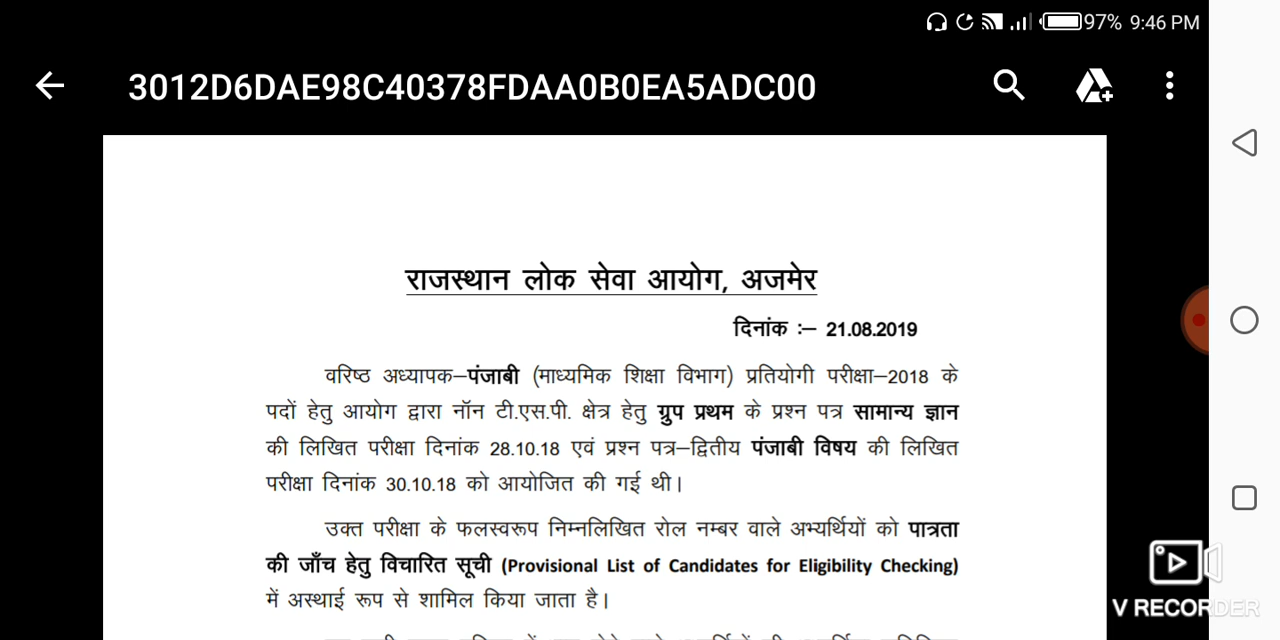 97% 9:46 PM
3012D6DAE98C40378FDAA0B0EA5ADC00
राजस्थान लोक सेवा आयोग, अजमेर
दिनांक :– 21.08.2019
वरिष्ठ अध्यापक–पंजाबी (माध्यमिक शिक्षा विभाग) प्रतियोगी परीक्षा–2018 के
पदों हेतु आयोग द्वारा नॉन टी.एस.पी. क्षेत्र हेतु ग्रुप प्रथम के प्रश्न पत्र सामान्य ज्ञान
की लिखित परीक्षा दिनांक 28.10.18 एवं प्रश्न पत्र–द्वितीय पंजाबी विषय की लिखित
परीक्षा दिनांक 30.10.18 को आयोजित की गई थी।
उक्त परीक्षा के फलस्वरूप निम्नलिखित रोल नम्बर वाले अभ्यर्थियों को पात्रता
की जाँच हेतु विचारित सूची (Provisional List of Candidates for Eligibility Checking)
में अस्थाई रूप से शामिल किया जाता है।
V RECORDER